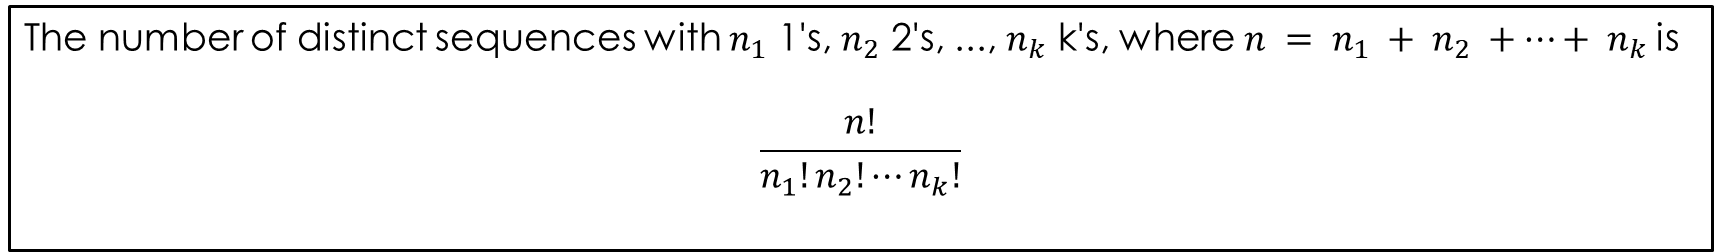 The number of distinct sequences with n₁ 1's, n₂ 2's, ..., nₖ k's, where n = n₁ + n₂ + ⋯ + nₖ is
n!
n₁! n₂! ⋯ nₖ!